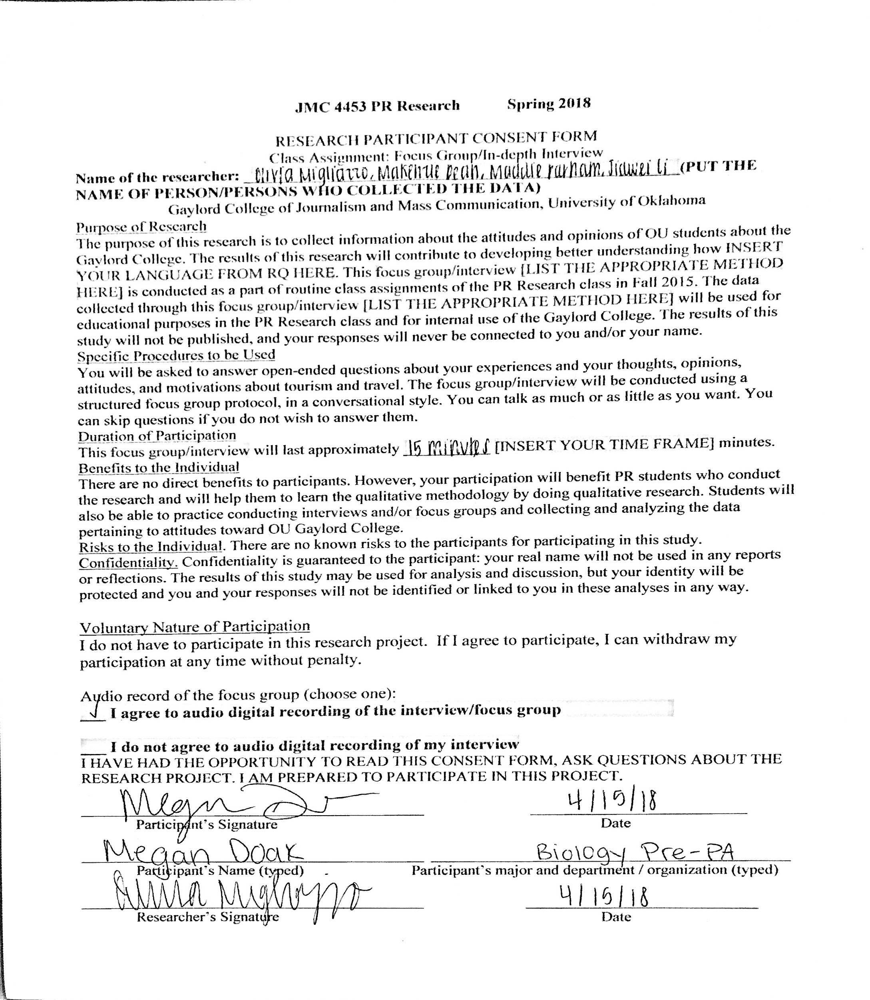 JMC 4453 PR Research Spring 2018
RESEARCH PARTICIPANT CONSENT FORM
Class Assignment: Focus Group/In-depth Interview
Name of the researcher: Olivia Migliazzo, Makenzie Dean, Maddie Parham, Jiawei Li (PUT THE
NAME OF PERSON/PERSONS WHO COLLECTED THE DATA)
Gaylord College of Journalism and Mass Communication, University of Oklahoma
Purpose of Research
The purpose of this research is to collect information about the attitudes and opinions of OU students about the
Gaylord College. The results of this research will contribute to developing better understanding how INSERT
YOUR LANGUAGE FROM RQ HERE. This focus group/interview [LIST THE APPROPRIATE METHOD
HERE] is conducted as a part of routine class assignments of the PR Research class in Fall 2015. The data
collected through this focus group/interview [LIST THE APPROPRIATE METHOD HERE] will be used for
educational purposes in the PR Research class and for internal use of the Gaylord College. The results of this
study will not be published, and your responses will never be connected to you and/or your name.
Specific Procedures to be Used
You will be asked to answer open-ended questions about your experiences and your thoughts, opinions,
attitudes, and motivations about tourism and travel. The focus group/interview will be conducted using a
structured focus group protocol, in a conversational style. You can talk as much or as little as you want. You
can skip questions if you do not wish to answer them.
Duration of Participation
This focus group/interview will last approximately 15 minutes [INSERT YOUR TIME FRAME] minutes.
Benefits to the Individual
There are no direct benefits to participants. However, your participation will benefit PR students who conduct
the research and will help them to learn the qualitative methodology by doing qualitative research. Students will
also be able to practice conducting interviews and/or focus groups and collecting and analyzing the data
pertaining to attitudes toward OU Gaylord College.
Risks to the Individual. There are no known risks to the participants for participating in this study.
Confidentiality. Confidentiality is guaranteed to the participant: your real name will not be used in any reports
or reflections. The results of this study may be used for analysis and discussion, but your identity will be
protected and you and your responses will not be identified or linked to you in these analyses in any way.
Voluntary Nature of Participation
I do not have to participate in this research project. If I agree to participate, I can withdraw my
participation at any time without penalty.
Audio record of the focus group (choose one):
✓ I agree to audio digital recording of the interview/focus group
I do not agree to audio digital recording of my interview
I HAVE HAD THE OPPORTUNITY TO READ THIS CONSENT FORM, ASK QUESTIONS ABOUT THE
RESEARCH PROJECT. I AM PREPARED TO PARTICIPATE IN THIS PROJECT.
Megan 4/15/18
Participant's Signature Date
Megan Doak Biology Pre-PA
Participant's Name (typed) Participant's major and department / organization (typed)
Olivia Migliazzo 4/15/18
Researcher's Signature Date